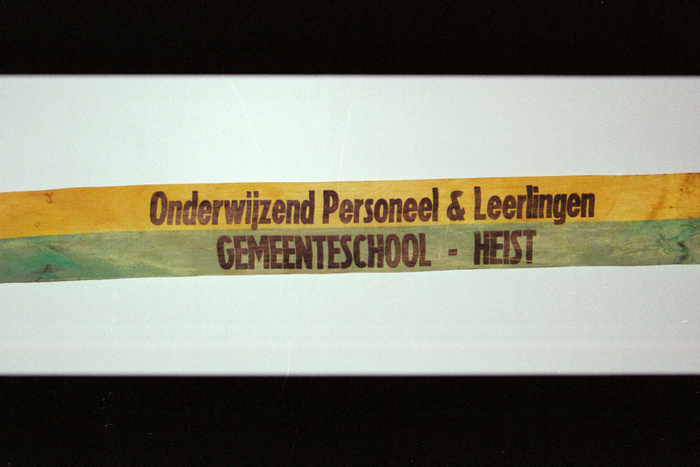 Onderwijzend Personeel & Leerlingen
GEMEENTESCHOOL - HEIST